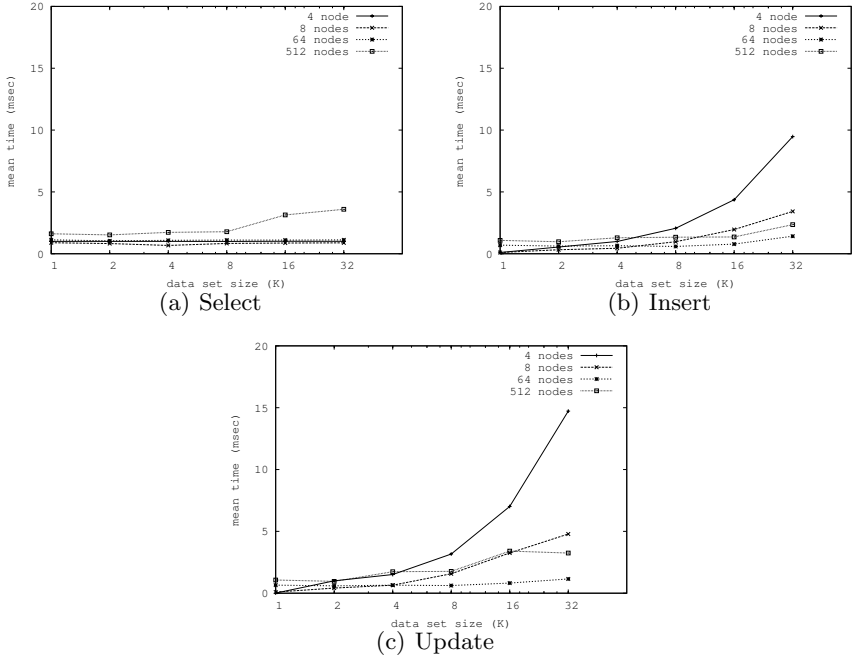 20
15
10
5
0
mean time (msec)
4 node
8 nodes
64 nodes
512 nodes
1 2 4 8 16 32
data set size (K)
(a) Select
20
15
10
5
0
mean time (msec)
4 node
8 nodes
64 nodes
512 nodes
1 2 4 8 16 32
data set size (K)
(b) Insert
20
15
10
5
0
mean time (msec)
4 nodes
8 nodes
64 nodes
512 nodes
1 2 4 8 16 32
data set size (K)
(c) Update